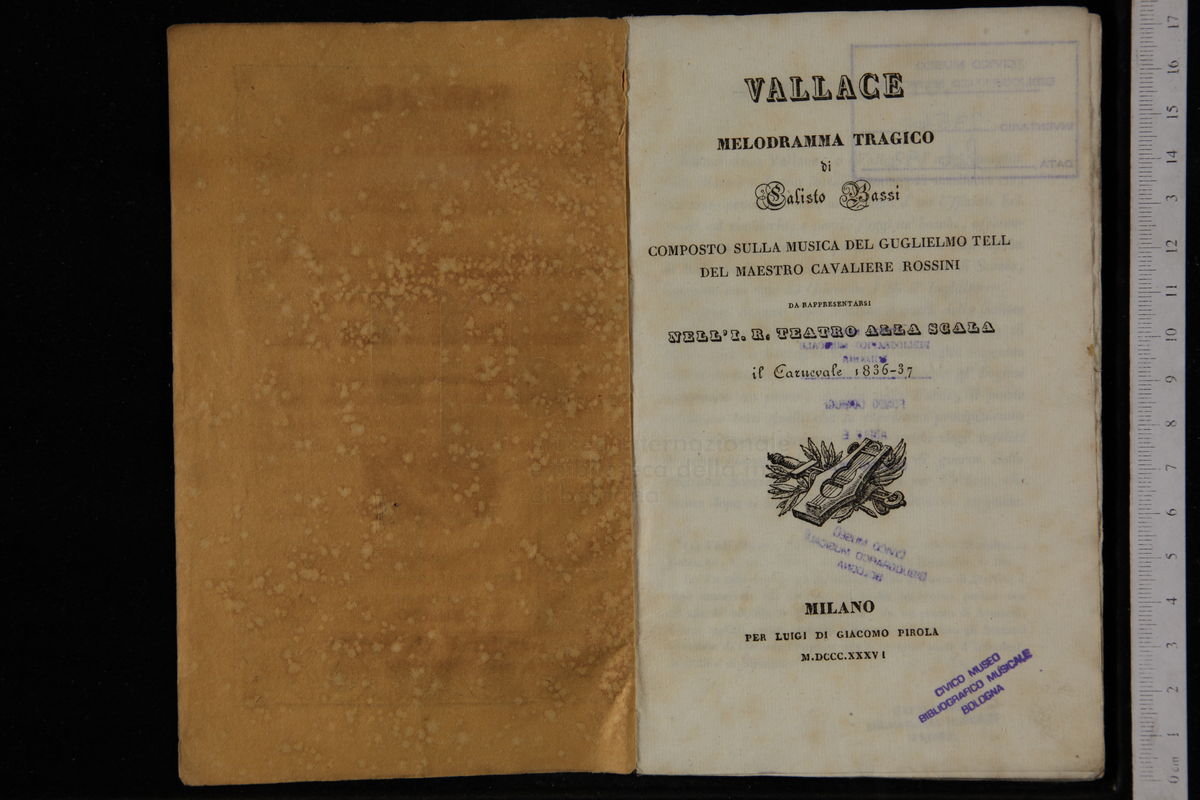 VALLACE
MELODRAMMA TRAGICO
di
Calisto Bassi
COMPOSTO SULLA MUSICA DEL GUGLIELMO TELL
DEL MAESTRO CAVALIERE ROSSINI
DA RAPPRESENTARSI
NELL'I. R. TEATRO ALLA SCALA
il Carnevale 1836-37
MILANO
PER LUIGI DI GIACOMO PIROLA
M.DCCC.XXXVI
CIVICO MUSEO
BIBLIOGRAFICO MUSICALE
BOLOGNA